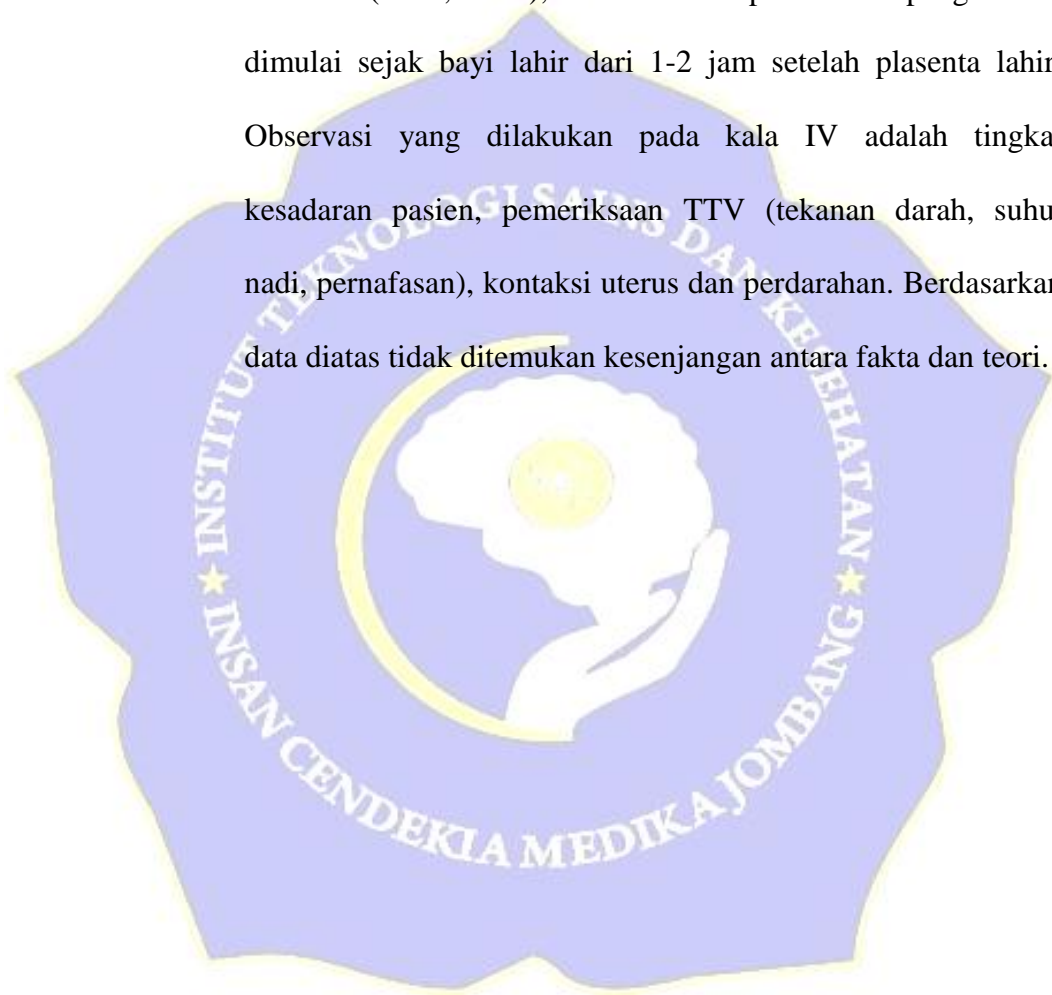 dimulai sejak bayi lahir dari 1-2 jam setelah plasenta lahir
Observasi yang dilakukan pada kala IV adalah tingka
kesadaran pasien, pemeriksaan TTV (tekanan darah, suhu
nadi, pernafasan), kontaksi uterus dan perdarahan. Berdasarkan
data diatas tidak ditemukan kesenjangan antara fakta dan teori.
INSTITUT TEKNOLOGI SAINS DAN KESEHATAN
INSAN CENDEKIA MEDIKA JOMBANG